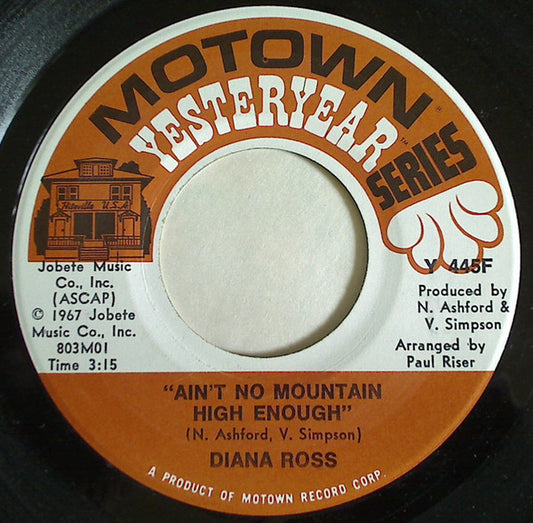 MOTOWN®
YESTERYEAR™
SERIES
Hitsville U.S.A.
Jobete Music
Co., Inc.
(ASCAP)
© 1967 Jobete
Music Co., Inc.
803M01
Time 3:15
Y 445F
Produced by
N. Ashford &
V. Simpson
Arranged by
Paul Riser
"AIN'T NO MOUNTAIN
HIGH ENOUGH"
(N. Ashford, V. Simpson)
DIANA ROSS
A PRODUCT OF MOTOWN RECORD CORP.